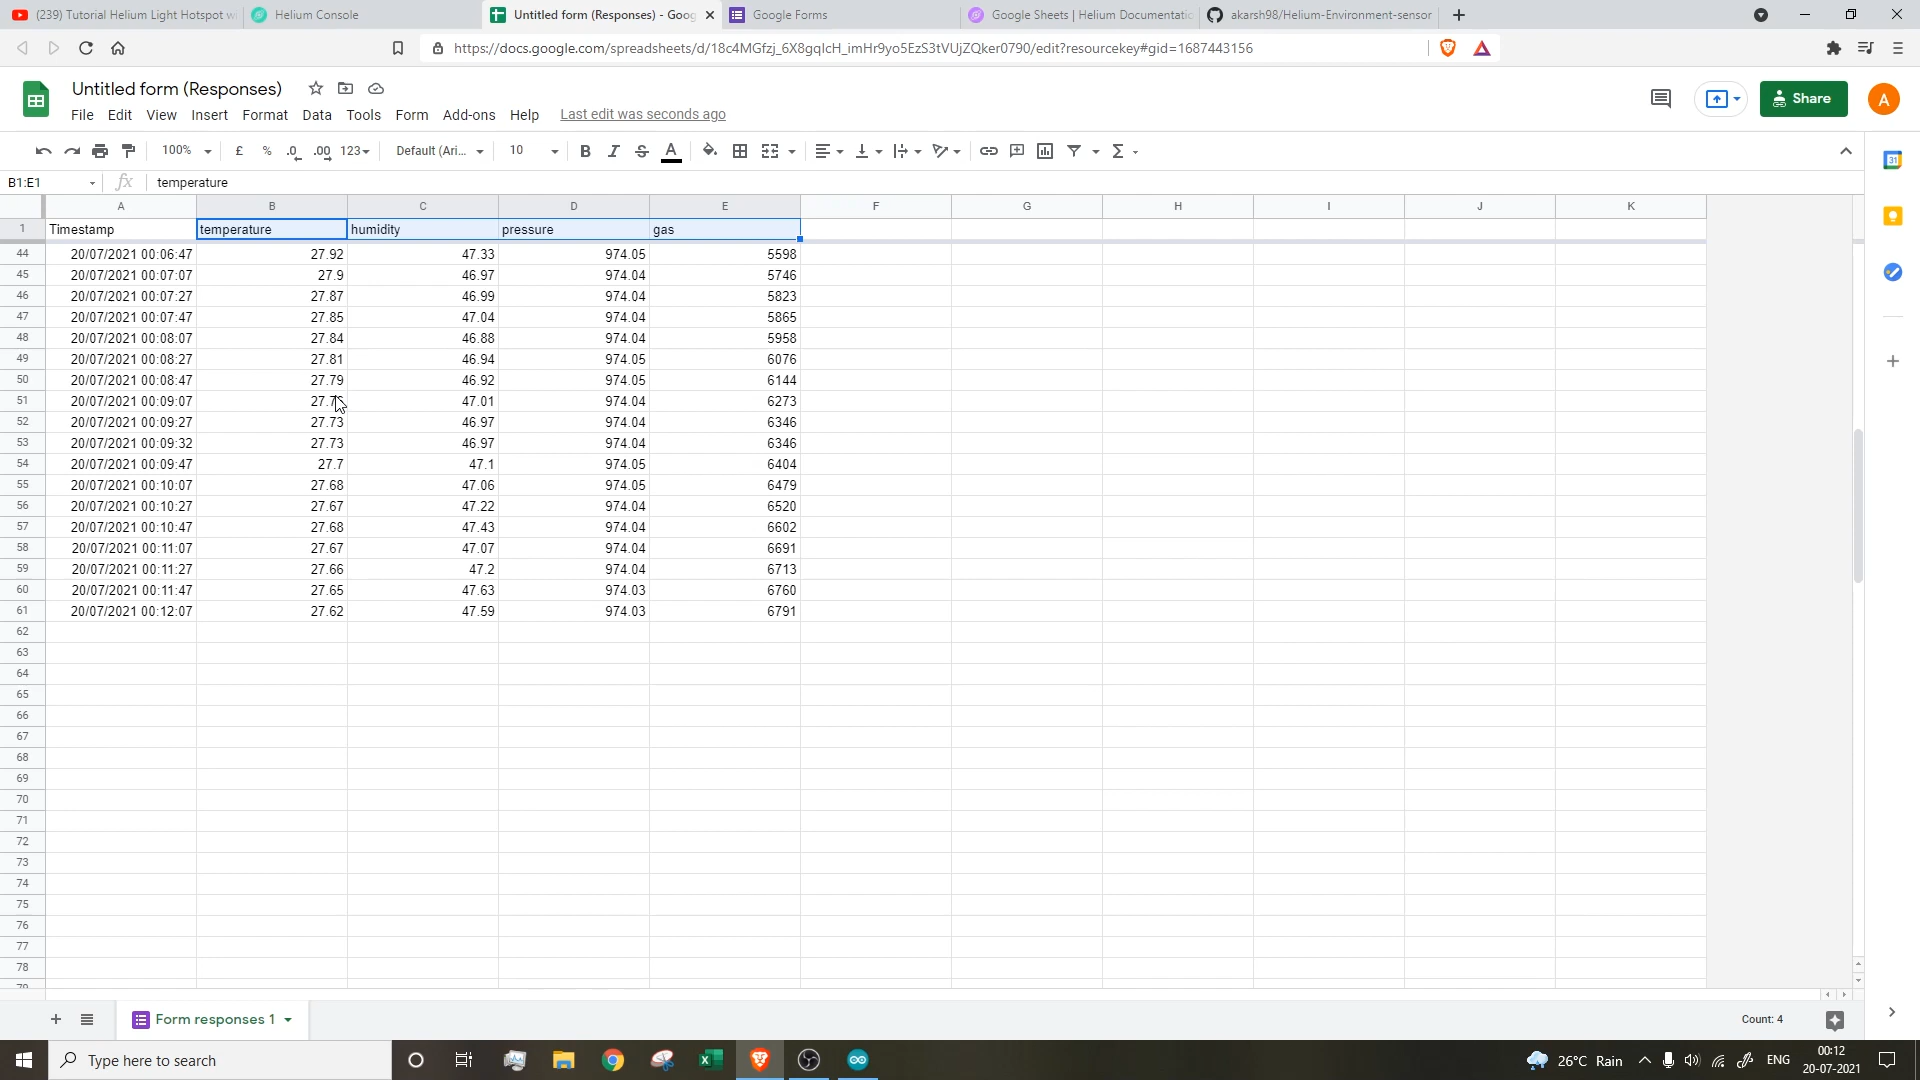 (239) Tutorial Helium Light Hotspot w
Helium Console
Untitled form (Responses) - Goog
Google Forms
Google Sheets | Helium Documentatio
akarsh98/Helium-Environment-sensor
https://docs.google.com/spreadsheets/d/18c4MGfzj_6X8gqIcH_imHr9yo5EzS3tVUjZQker0790/edit?resourcekey#gid=1687443156
Untitled form (Responses)
File Edit View Insert Format Data Tools Form Add-ons Help Last edit was seconds ago
Share
A
100% £ % .0 .00 123 Default (Ari... 10 B I S A
B1:E1 fx temperature
A B C D E F G H I J K
1 Timestamp temperature humidity pressure gas
44 20/07/2021 00:06:47 27.92 47.33 974.05 5598
45 20/07/2021 00:07:07 27.9 46.97 974.04 5746
46 20/07/2021 00:07:27 27.87 46.99 974.04 5823
47 20/07/2021 00:07:47 27.85 47.04 974.04 5865
48 20/07/2021 00:08:07 27.84 46.88 974.04 5958
49 20/07/2021 00:08:27 27.81 46.94 974.05 6076
50 20/07/2021 00:08:47 27.79 46.92 974.05 6144
51 20/07/2021 00:09:07 47.01 974.04 6273
52 20/07/2021 00:09:27 27.73 46.97 974.04 6346
53 20/07/2021 00:09:32 27.73 46.97 974.04 6346
54 20/07/2021 00:09:47 27.7 47.1 974.05 6404
55 20/07/2021 00:10:07 27.68 47.06 974.05 6479
56 20/07/2021 00:10:27 27.67 47.22 974.04 6520
57 20/07/2021 00:10:47 27.68 47.43 974.04 6602
58 20/07/2021 00:11:07 27.67 47.07 974.04 6691
59 20/07/2021 00:11:27 27.66 47.2 974.04 6713
60 20/07/2021 00:11:47 27.65 47.63 974.03 6760
61 20/07/2021 00:12:07 27.62 47.59 974.03 6791
62
63
64
65
66
67
68
69
70
71
72
73
74
75
76
77
78
31
Form responses 1
Count: 4
Type here to search
26°C Rain
ENG
00:12
20-07-2021